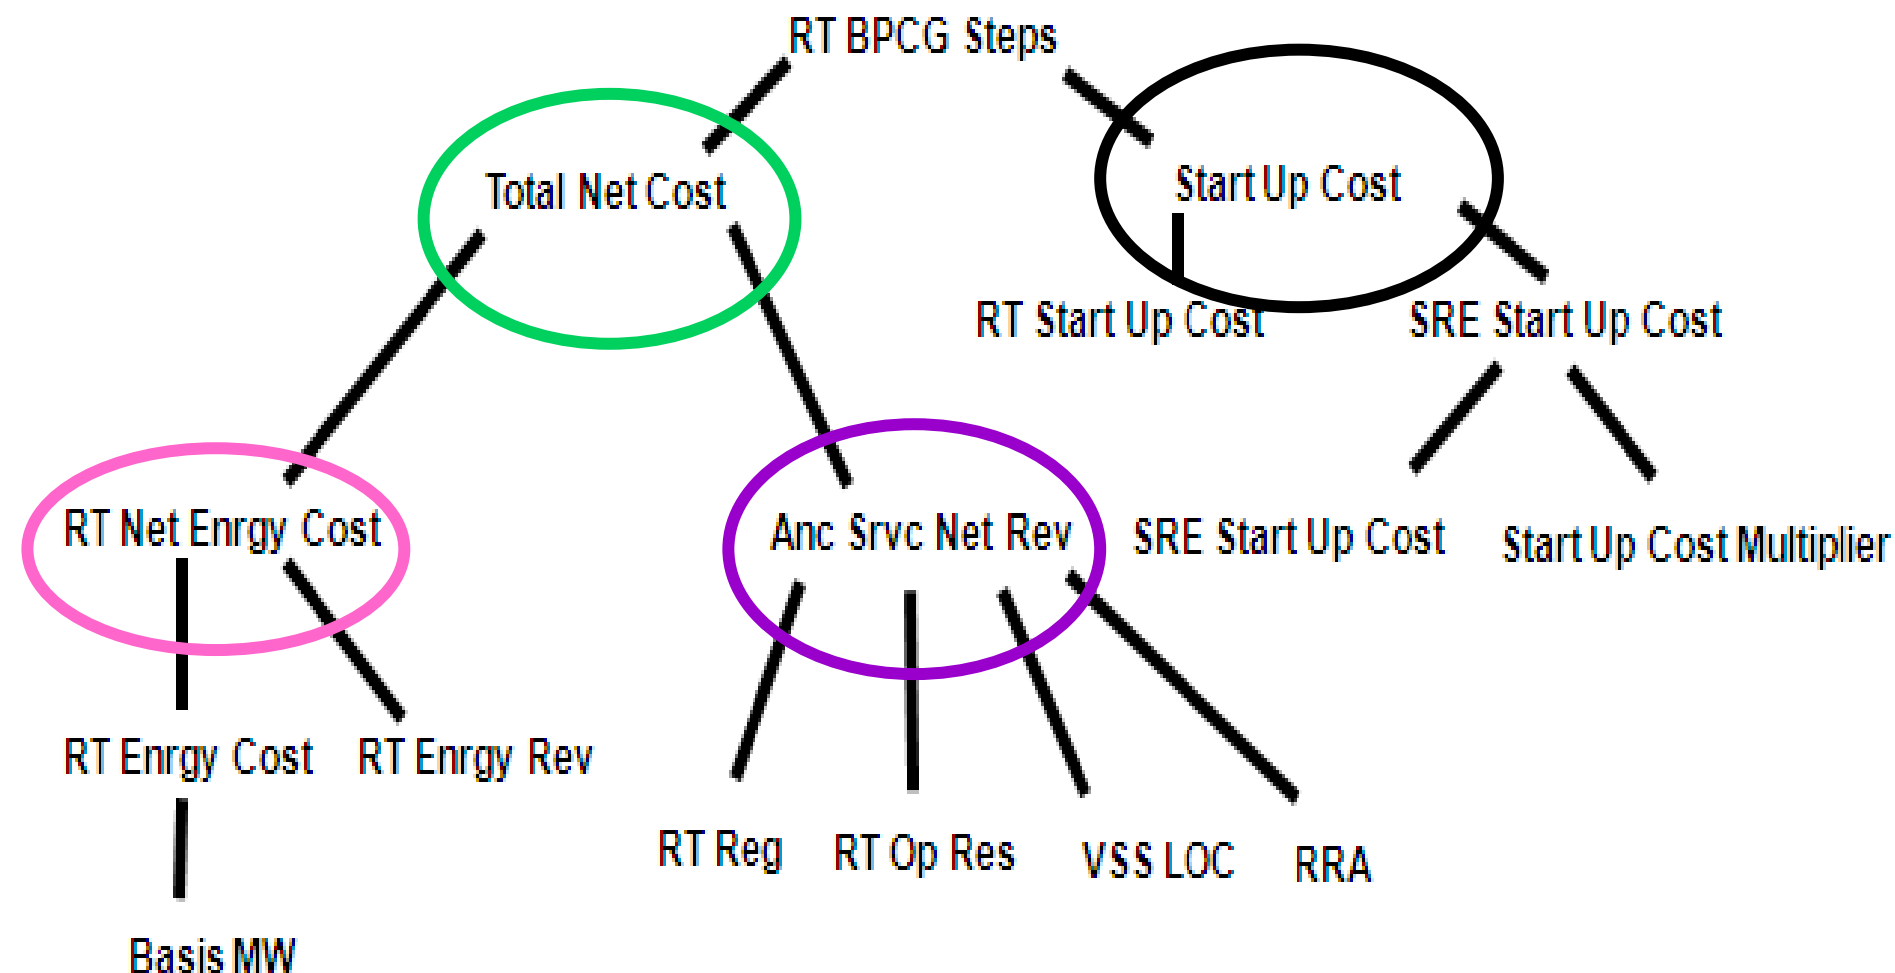 RT BPCG Steps
Total Net Cost
Start Up Cost
RT Start Up Cost
SRE Start Up Cost
RT Net Enrgy Cost
Anc Srvc Net Rev
SRE Start Up Cost
Start Up Cost Multiplier
RT Enrgy Cost
RT Enrgy Rev
RT Reg
RT Op Res
VSS LOC
RRA
Basis MW